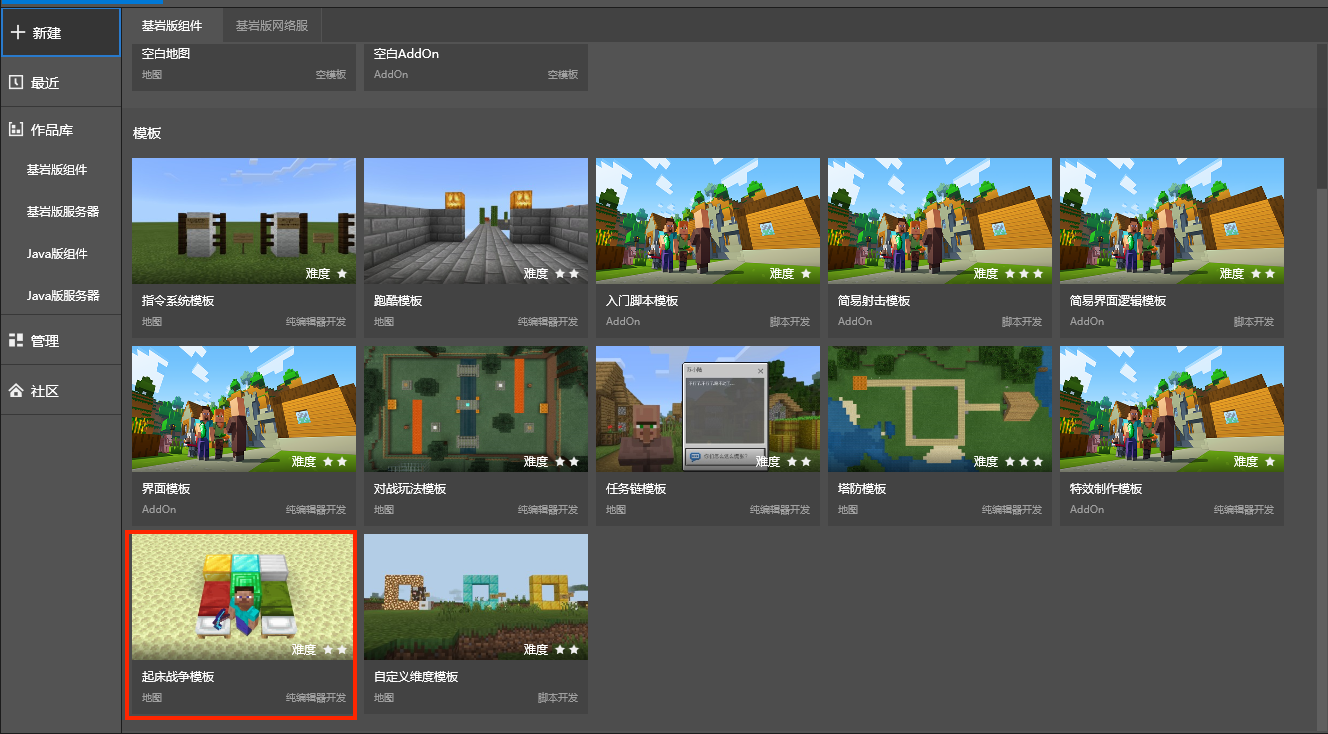 新建
最近
作品库
基岩版组件
基岩版服务器
Java版组件
Java版服务器
管理
社区
基岩版组件 基岩版网络服
空白地图 空白AddOn
地图 空模板 AddOn 空模板
模板
难度 难度 难度 难度 难度
指令系统模板 跑酷模板 入门脚本模板 简易射击模板 简易界面逻辑模板
地图 纯编辑器开发 地图 纯编辑器开发 AddOn 脚本开发 AddOn 脚本开发 AddOn 脚本开发
难度 难度 难度 难度 难度
界面模板 对战玩法模板 任务链模板 塔防模板 特效制作模板
AddOn 纯编辑器开发 地图 纯编辑器开发 地图 纯编辑器开发 地图 纯编辑器开发 AddOn 纯编辑器开发
难度 难度
起床战争模板 自定义维度模板
地图 纯编辑器开发 地图 脚本开发